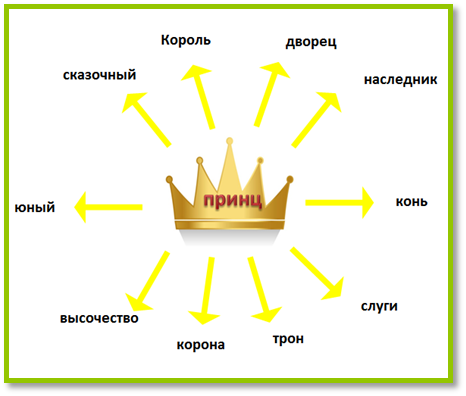 Король
дворец
сказочный
наследник
принц
юный
конь
высочество
слуги
корона
трон